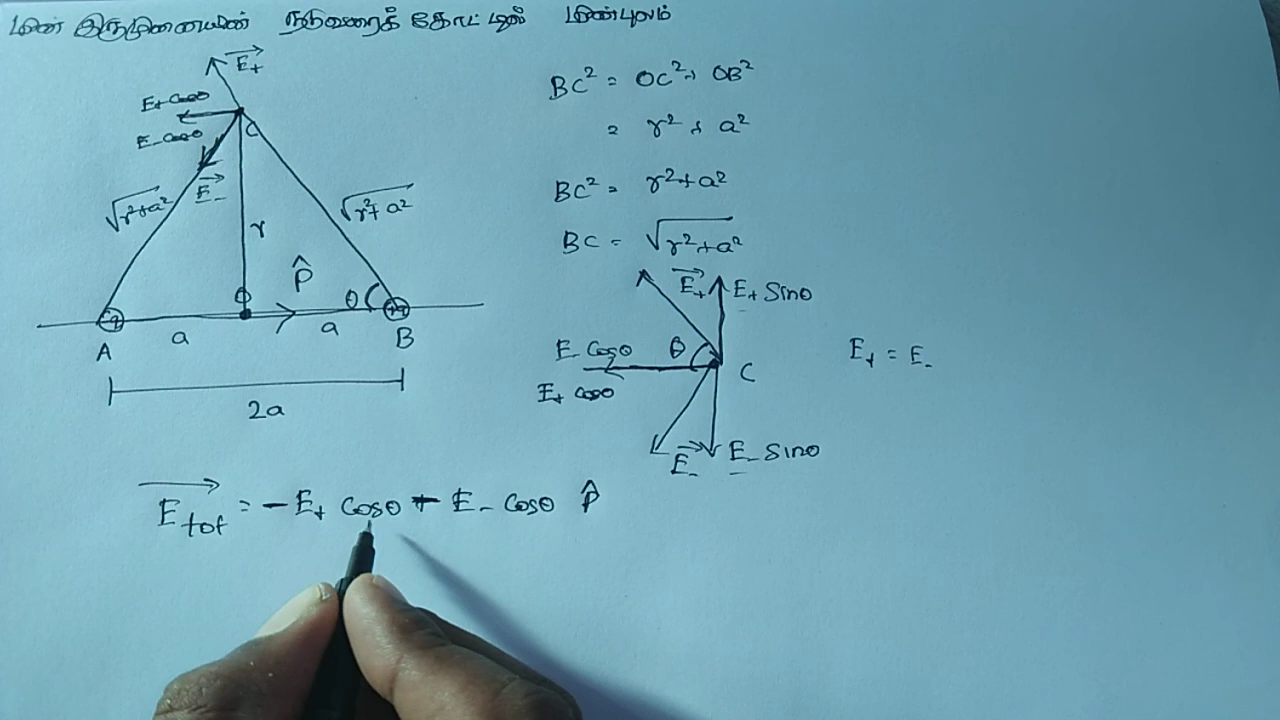 மின் இருமுனையின் நடுவரைக் கோட்டில் மின்புலம்
E₊
E₊ Cosθ
C
E₋ Cosθ
E₋
√r²+a²
√r²+a²
r
p̂
θ
a
a
A
B
2a
BC² = OC² + OB²
= r² + a²
BC² = r²+a²
BC = √r²+a²
E₊
E₊ Sinθ
E₋ Cosθ
θ
C
E₊ = E₋
E₊ cosθ
E₋
E₋ Sinθ
E tot = -E₊ Cosθ - E₋ Cosθ p̂